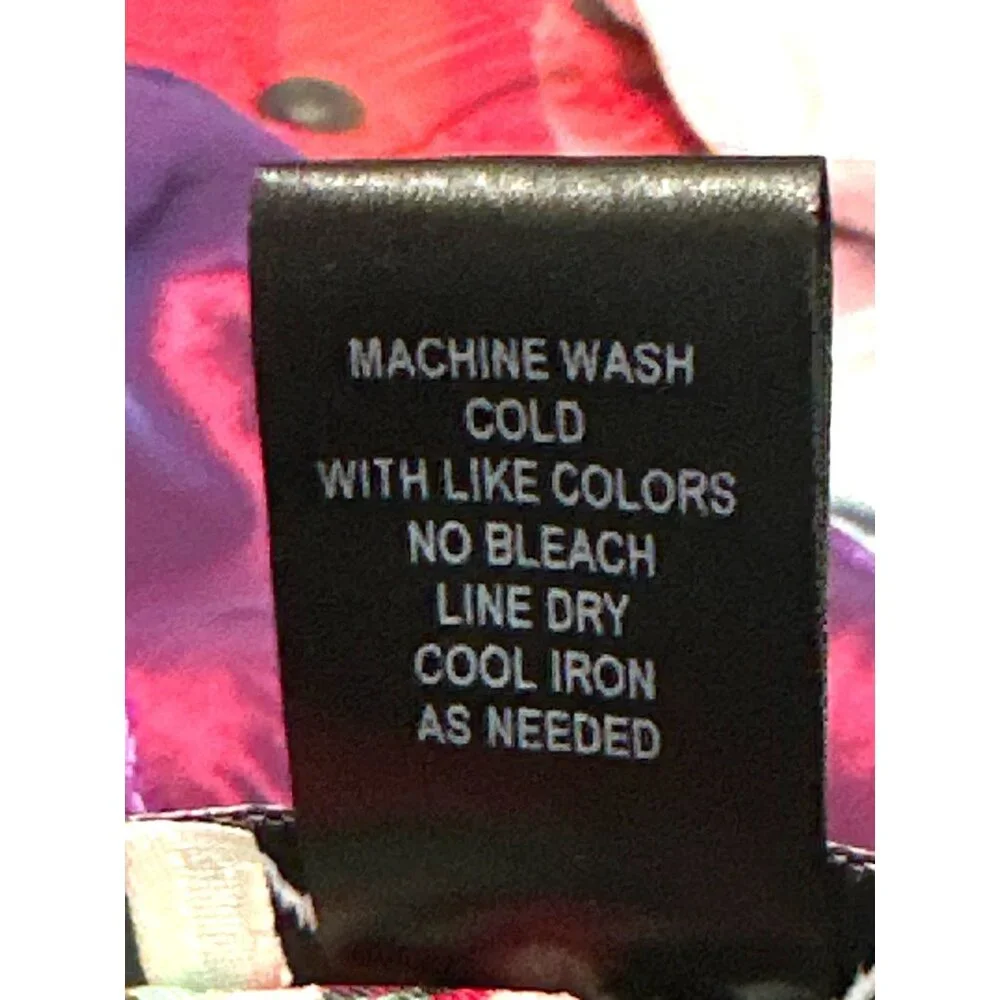 MACHINE WASH
COLD
WITH LIKE COLORS
NO BLEACH
LINE DRY
COOL IRON
AS NEEDED